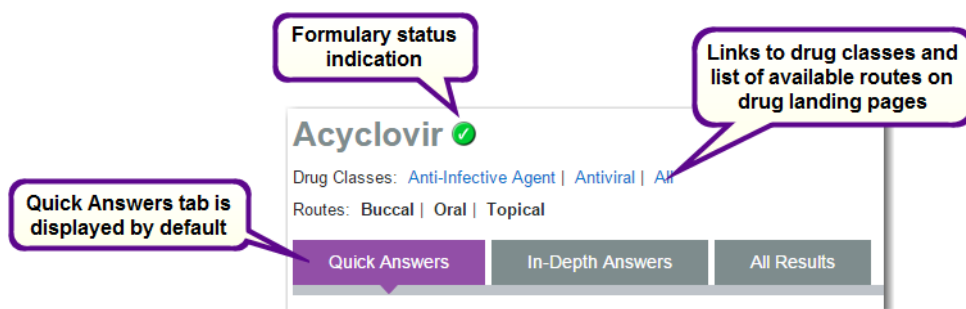 Formulary status
indication
Links to drug classes and
list of available routes on
drug landing pages
Acyclovir
Drug Classes: Anti-Infective Agent | Antiviral | All
Routes: Buccal | Oral | Topical
Quick Answers tab is
displayed by default
Quick Answers
In-Depth Answers
All Results